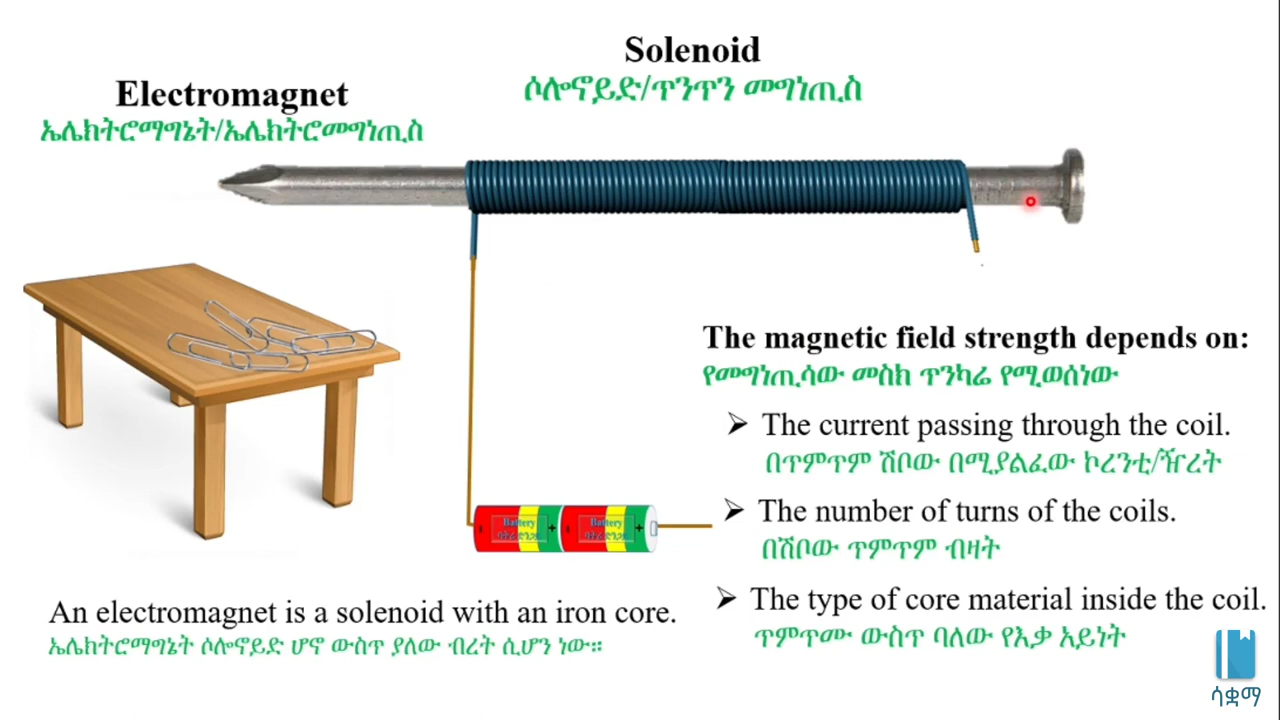 Solenoid
ሶሎኖይድ/ጥንጥን መግነጢስ
Electromagnet
ኤሌክትሮማግኔት/ኤሌክትሮመግነጢስ
The magnetic field strength depends on:
የመግነጢሳው መስክ ጥንካሬ የሚወሰነው
➢ The current passing through the coil.
በጥምጥም ሽቦው በሚያልፈው ኮረንቲ/ዥረት
➢ The number of turns of the coils.
በሽቦው ጥምጥም ብዛት
➢ The type of core material inside the coil.
ጥምጥሙ ውስጥ ባለው የእቃ አይነት
Battery + Battery +
An electromagnet is a solenoid with an iron core.
ኤሌክትሮማግኔት ሶሎኖይድ ሆኖ ውስጥ ያለው ብረት ሲሆን ነው።
ሳቋማ